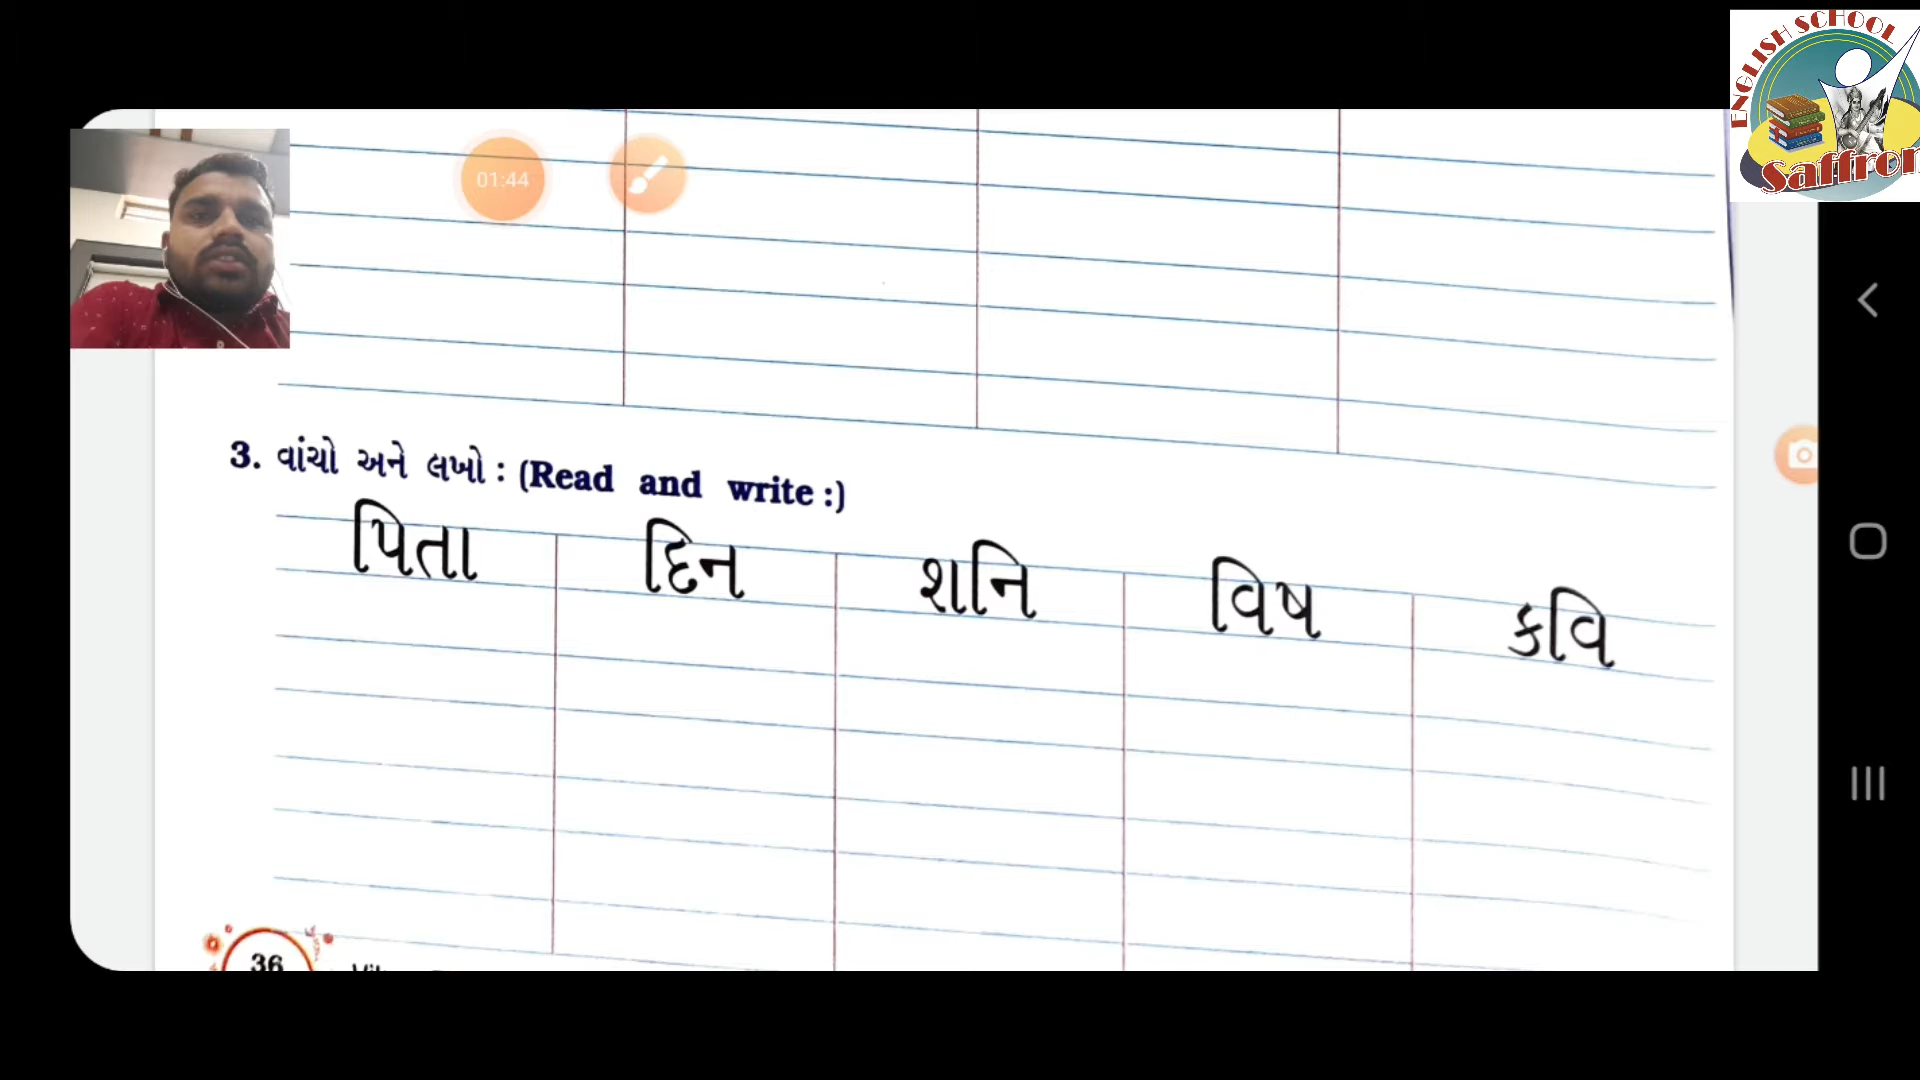 ENGLISH SCHOOL
Saffron
01:44
3. વાંચો અને લખો : (Read and write :)
પિતા દિન શનિ વિષ કવિ
36